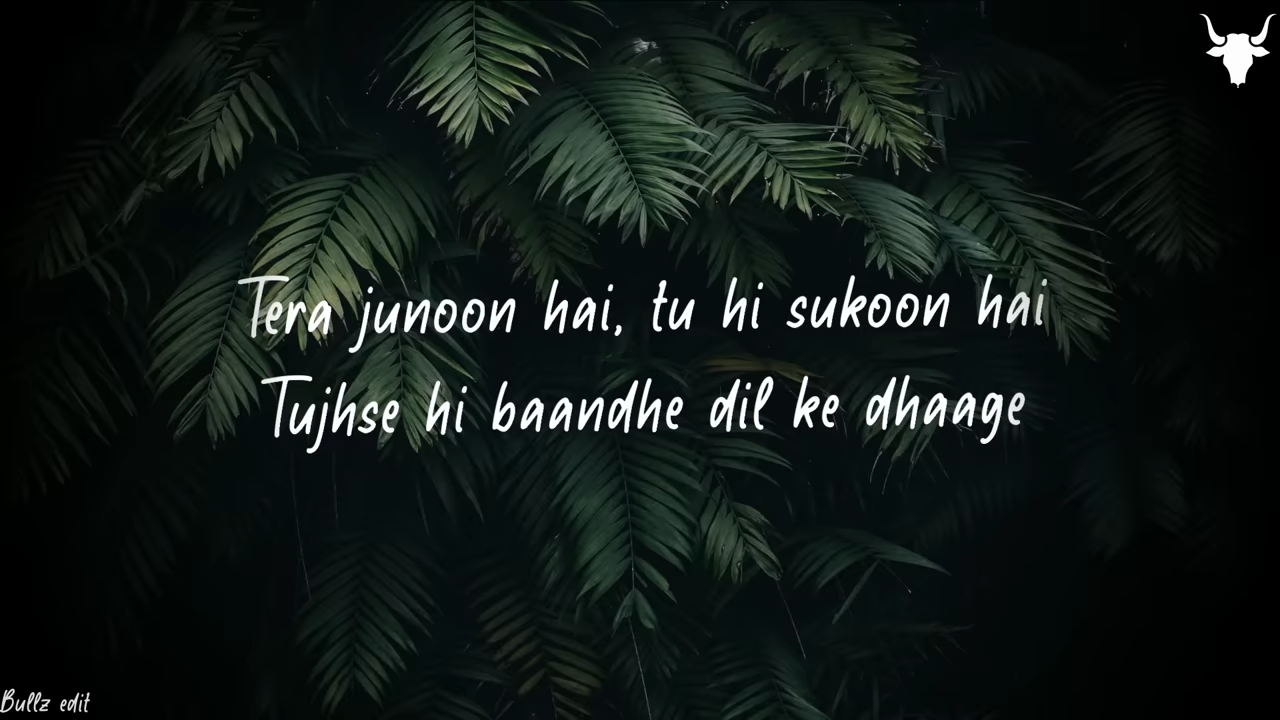 Tera junoon hai, tu hi sukoon hai
Tujhse hi baandhe dil ke dhaage
Bullz edit